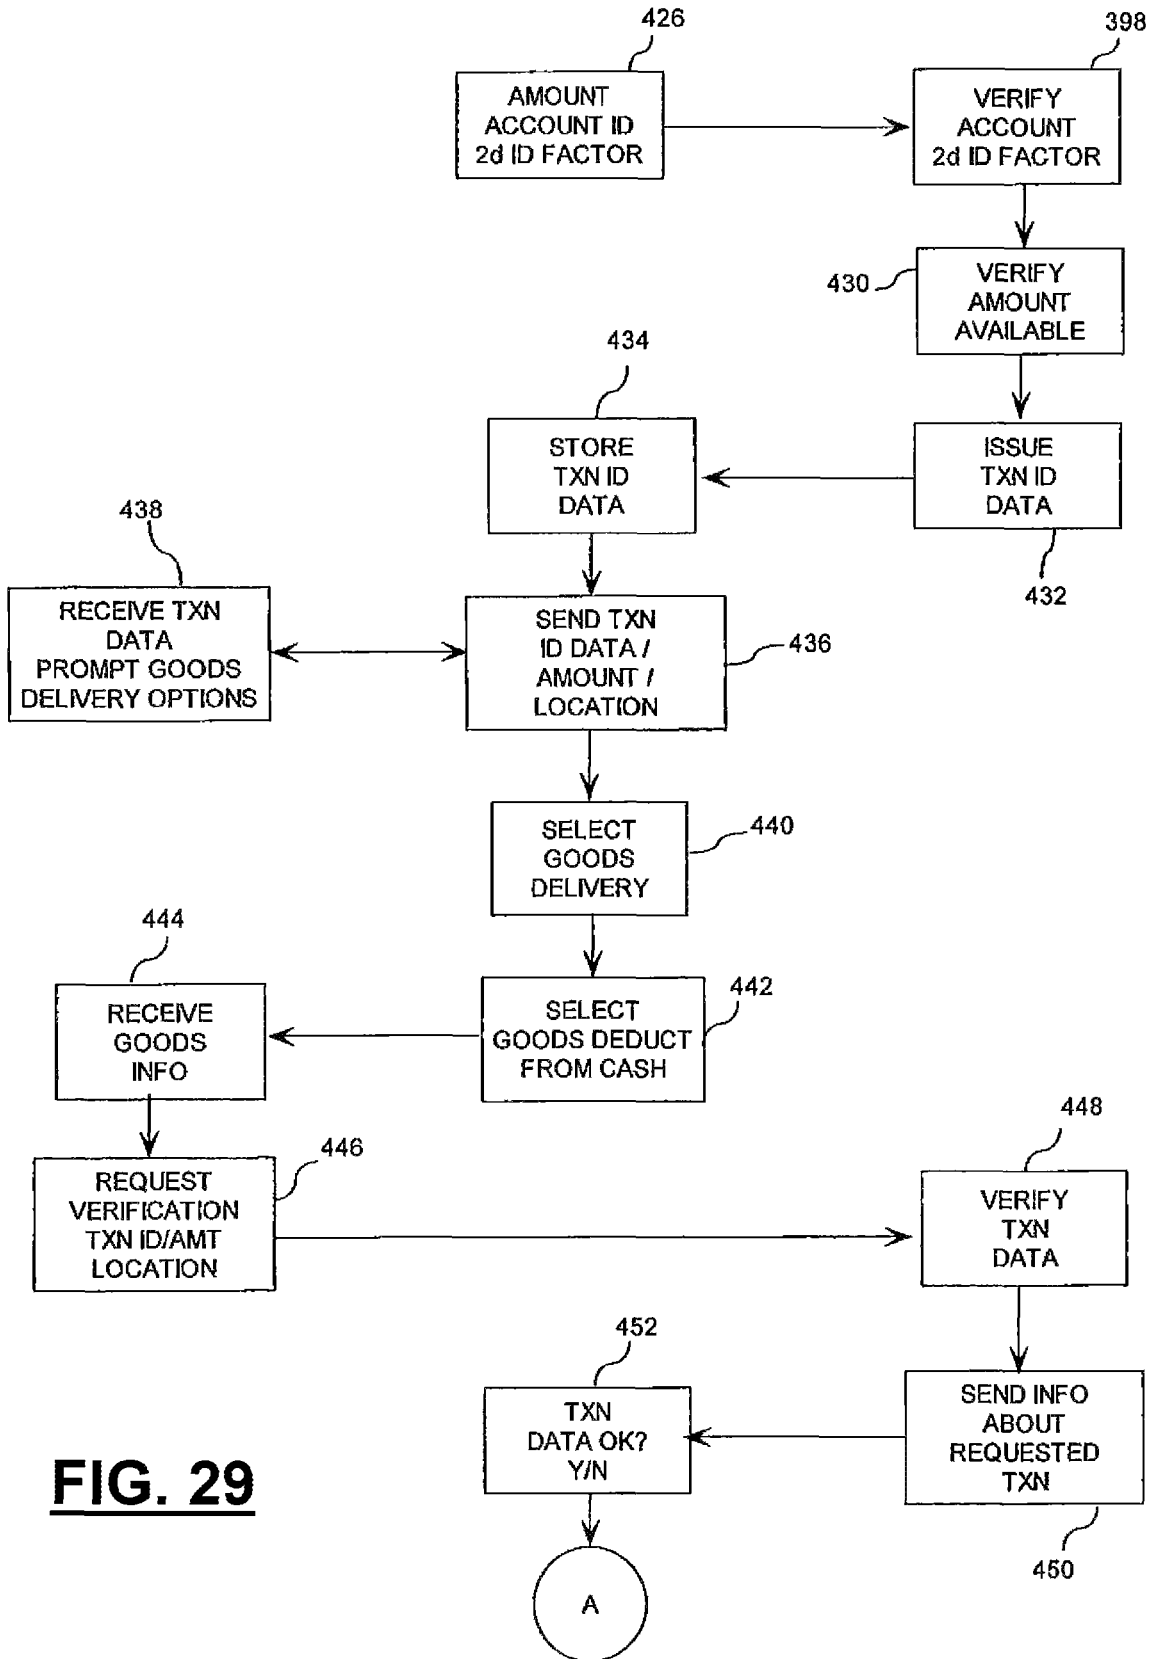 426
398
AMOUNT
ACCOUNT ID
2d ID FACTOR
VERIFY
ACCOUNT
2d ID FACTOR
430
VERIFY
AMOUNT
AVAILABLE
434
STORE
TXN ID
DATA
ISSUE
TXN ID
DATA
432
438
RECEIVE TXN
DATA
PROMPT GOODS
DELIVERY OPTIONS
SEND TXN
ID DATA /
AMOUNT /
LOCATION
436
SELECT
GOODS
DELIVERY
440
444
RECEIVE
GOODS
INFO
SELECT
GOODS DEDUCT
FROM CASH
442
446
REQUEST
VERIFICATION
TXN ID/AMT
LOCATION
448
VERIFY
TXN
DATA
452
TXN
DATA OK?
Y/N
SEND INFO
ABOUT
REQUESTED
TXN
450
FIG. 29
A